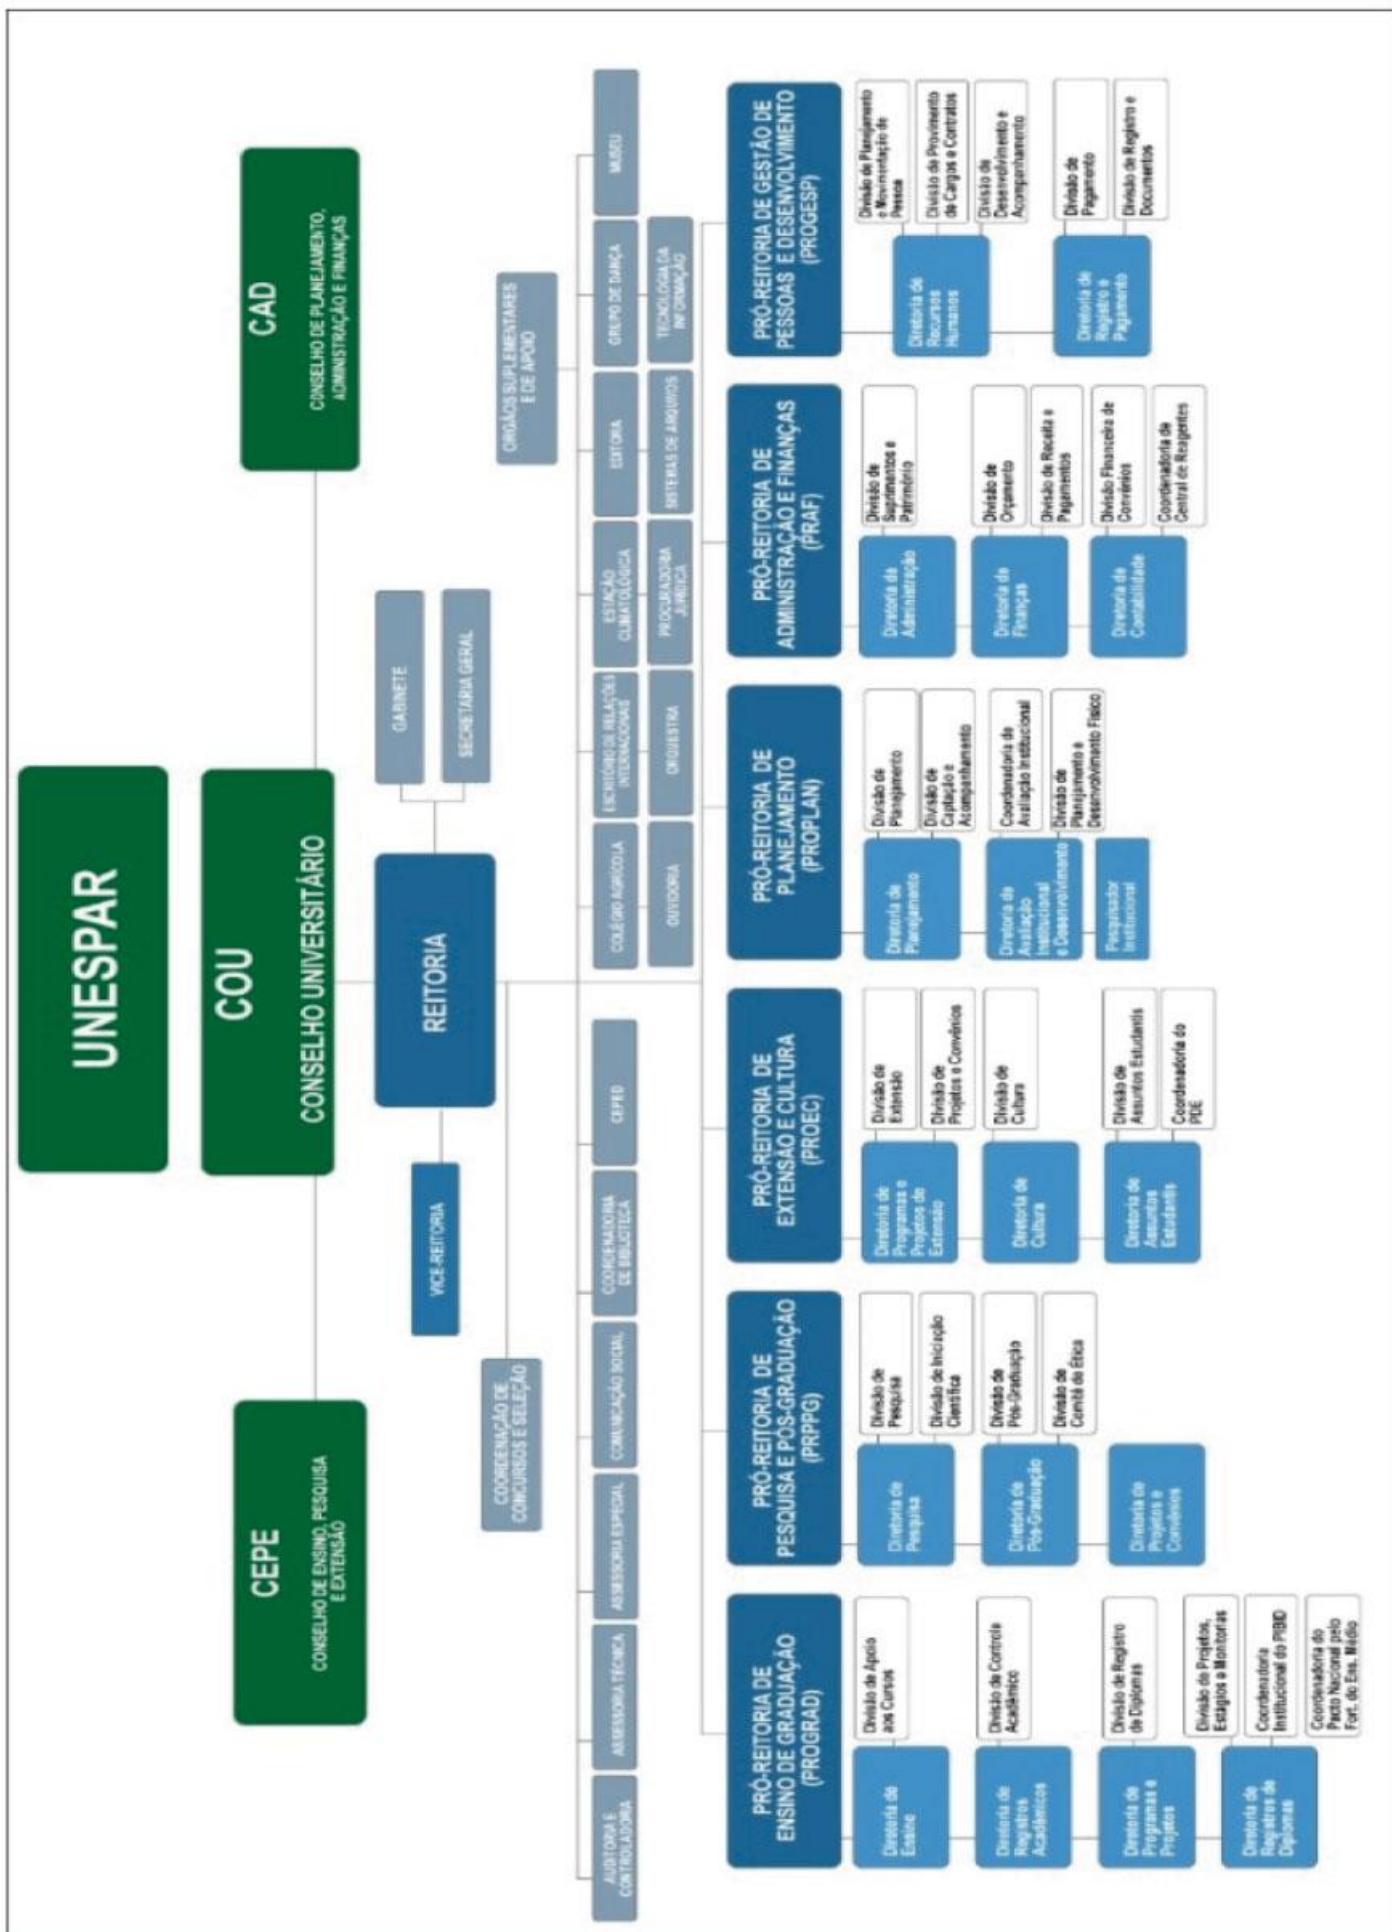 UNESPAR
CEPE
CONSELHO DE ENSINO, PESQUISA
E EXTENSÃO
COU
CONSELHO UNIVERSITÁRIO
CAD
CONSELHO DE PLANEJAMENTO,
ADMINISTRAÇÃO E FINANÇAS
VICE-REITORIA
REITORIA
GABINETE
SECRETARIA GERAL
COORDENAÇÃO DE
CONCURSOS E SELEÇÃO
ORGÃOS SUPLEMENTARES
E DE APOIO
AUDITORIA E
CONTROLADORIA
ASSESSORIA TÉCNICA
ASSESSORIA ESPECIAL
COMUNICAÇÃO SOCIAL
COORDENADORIA
DE BIBLIOTECA
CEPED
COLÉGIO AGRÍCOLA
ESCRITÓRIO DE RELAÇÕES
INTERNACIONAIS
ESTAÇÃO
CLIMATOLÓGICA
EDITORA
GRUPO DE DANÇA
MUSEU
OUVIDORIA
ORQUESTRA
PROCURADORIA
JURÍDICA
SISTEMAS DE ARQUIVOS
TECNOLOGIA DA
INFORMAÇÃO
PRÓ-REITORIA DE
ENSINO DE GRADUAÇÃO
(PROGRAD)
Diretoria de
Ensino
Divisão de Apoio
aos Cursos
Diretoria de
Registros
Acadêmicos
Divisão de Controle
Acadêmico
Diretoria de
Programas e
Projetos
Divisão de Registro
de Diplomas
Diretoria de
Registros de
Diplomas
Divisão de Projetos,
Estágios e Monitorias
Coordenadoria
Institucional do PIBID
Coordenadoria do
Pacto Nacional pelo
Fort. do Ens. Médio
PRÓ-REITORIA DE
PESQUISA E PÓS-GRADUAÇÃO
(PRPPG)
Diretoria de
Pesquisa
Divisão de
Pesquisa
Divisão de Iniciação
Científica
Diretoria de
Pós-Graduação
Divisão de
Pós-Graduação
Divisão de
Comitê de Ética
Diretoria de
Projetos e
Convênios
PRÓ-REITORIA DE
EXTENSÃO E CULTURA
(PROEC)
Diretoria de
Programas e
Projetos de
Extensão
Divisão de
Extensão
Divisão de
Projetos e Convênios
Diretoria de
Cultura
Divisão de
Cultura
Diretoria de
Assuntos
Estudantis
Divisão de
Assuntos Estudantis
Coordenadoria do
PDE
PRÓ-REITORIA DE
PLANEJAMENTO
(PROPLAN)
Diretoria de
Planejamento
Divisão de
Planejamento
Divisão de
Captação e
Acompanhamento
Diretoria de
Avaliação
Institucional
e Desenvolvimento
Coordenadoria de
Avaliação Institucional
Divisão de
Planejamento e
Desenvolvimento Físico
Pesquisador
Institucional
PRÓ-REITORIA DE
ADMINISTRAÇÃO E FINANÇAS
(PRAF)
Diretoria de
Administração
Divisão de
Suprimentos e
Patrimônio
Diretoria de
Finanças
Divisão de
Orçamento
Divisão de Receita e
Pagamentos
Diretoria de
Contabilidade
Divisão Financeira de
Convênios
Coordenadoria de
Central de Reagentes
PRÓ-REITORIA DE GESTÃO DE
PESSOAS E DESENVOLVIMENTO
(PROGESP)
Diretoria de
Recursos
Humanos
Divisão de Planejamento
e Movimentação de
Pessoa
Divisão de Provimento
de Cargos e Contratos
Divisão de
Desenvolvimento e
Acompanhamento
Diretoria de
Registro e
Pagamento
Divisão de
Pagamento
Divisão de Registro e
Documentos